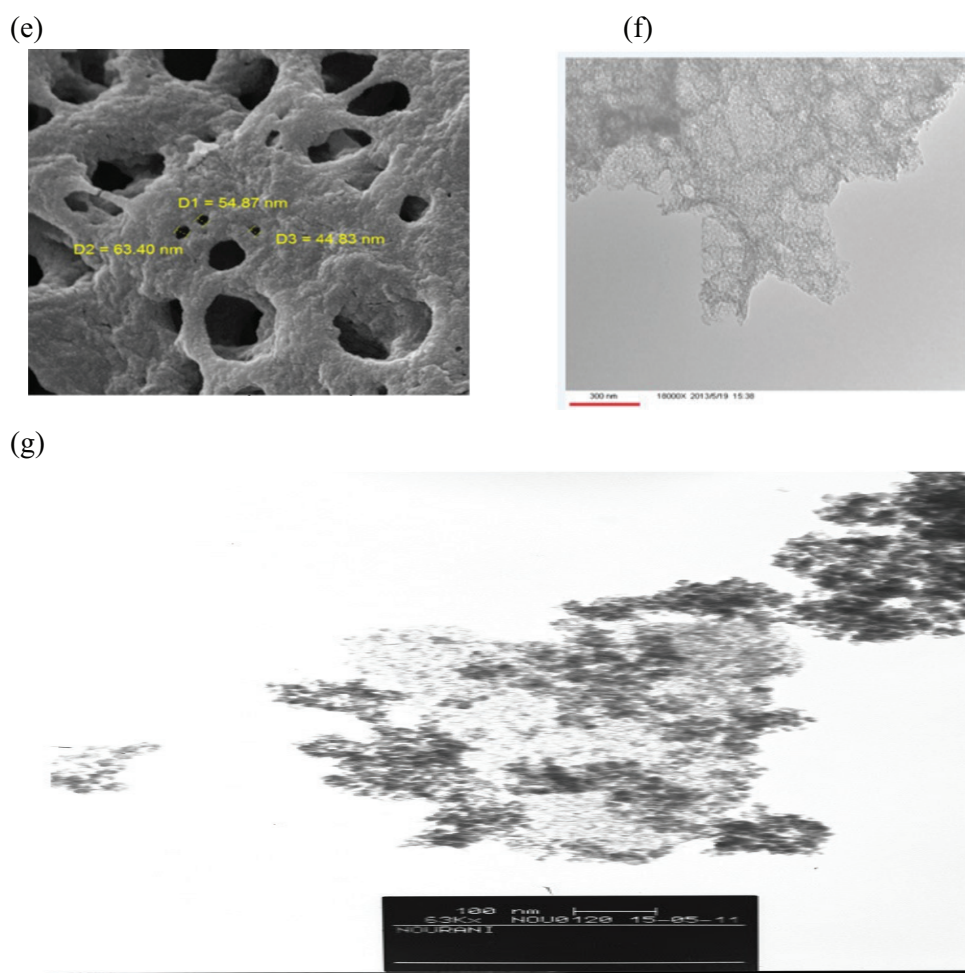 (e)
(f)
D1 = 54.87 nm
D2 = 63.40 nm
D3 = 44.83 nm
300 nm 18000X 2013/5/19 15:38
(g)
100 nm
63Kx NOU0120 15-05-11
NOURANI